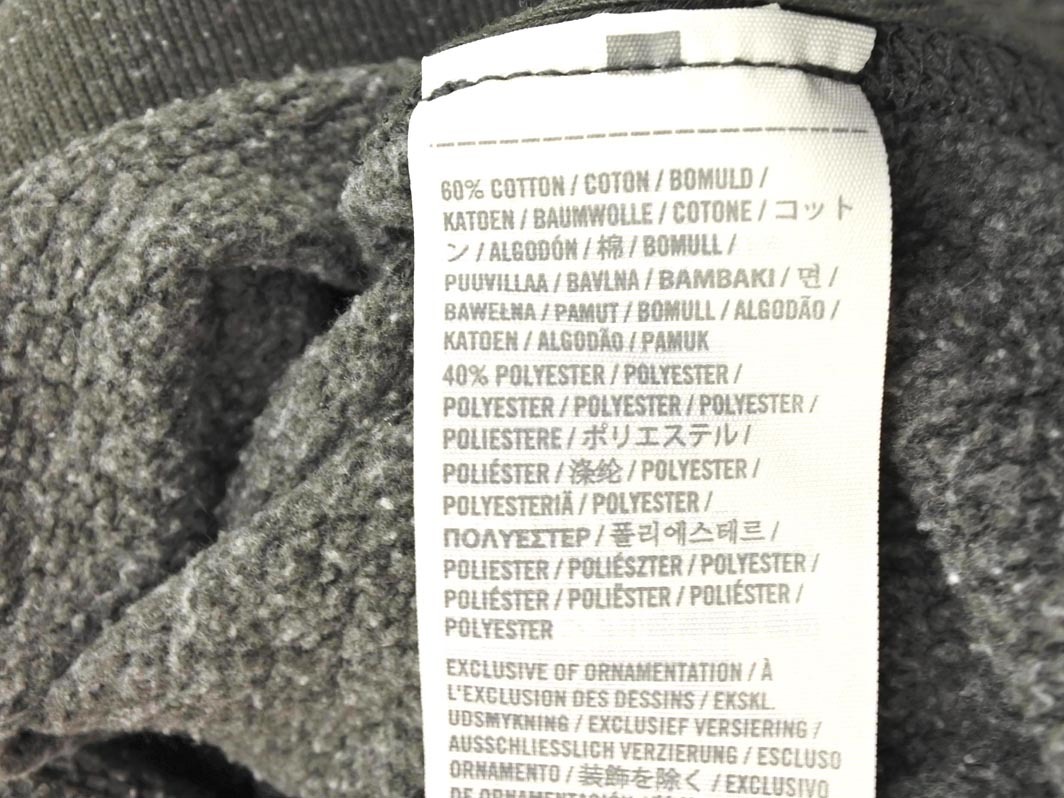 60% COTTON / COTON / BOMULD /
KATOEN / BAUMWOLLE / COTONE / コット
ン / ALGODÓN / 棉 / BOMULL /
PUUVILLAA / BAVLNA / BAMBAKI / 면 /
BAWEŁNA / PAMUT / BOMULL / ALGODÃO /
KATOEN / ALGODÃO / PAMUK
40% POLYESTER / POLYESTER /
POLYESTER / POLYESTER / POLYESTER /
POLIESTERE / ポリエステル /
POLIÉSTER / 涤纶 / POLYESTER /
POLYESTERIÄ / POLYESTER /
ΠΟΛΥΕΣΤΕΡ / 폴리에스테르 /
POLIESTER / POLIÉSZTER / POLYESTER /
POLIÉSTER / POLIËSTER / POLIÉSTER /
POLYESTER
EXCLUSIVE OF ORNAMENTATION / À
L'EXCLUSION DES DESSINS / EKSKL.
UDSMYKNING / EXCLUSIEF VERSIERING /
AUSSCHLIESSLICH VERZIERUNG / ESCLUSO
ORNAMENTO / 装飾を除く / EXCLUSIVO